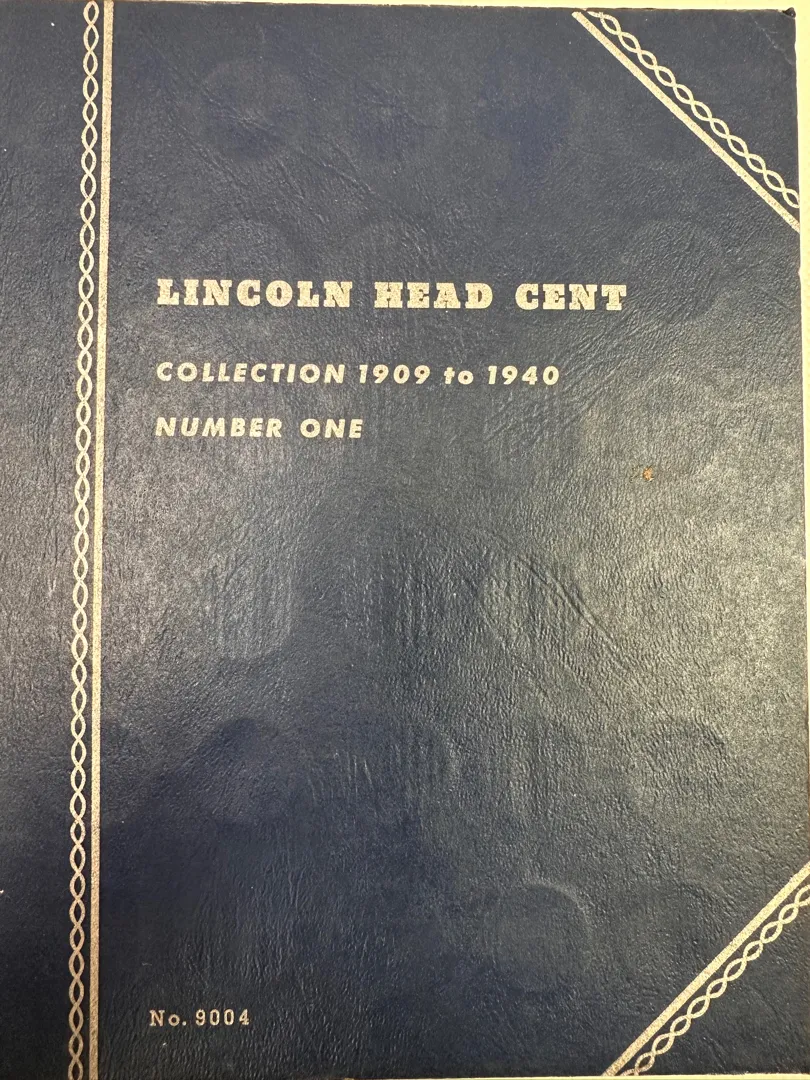 LINCOLN HEAD CENT
COLLECTION 1909 to 1940
NUMBER ONE
No. 9004